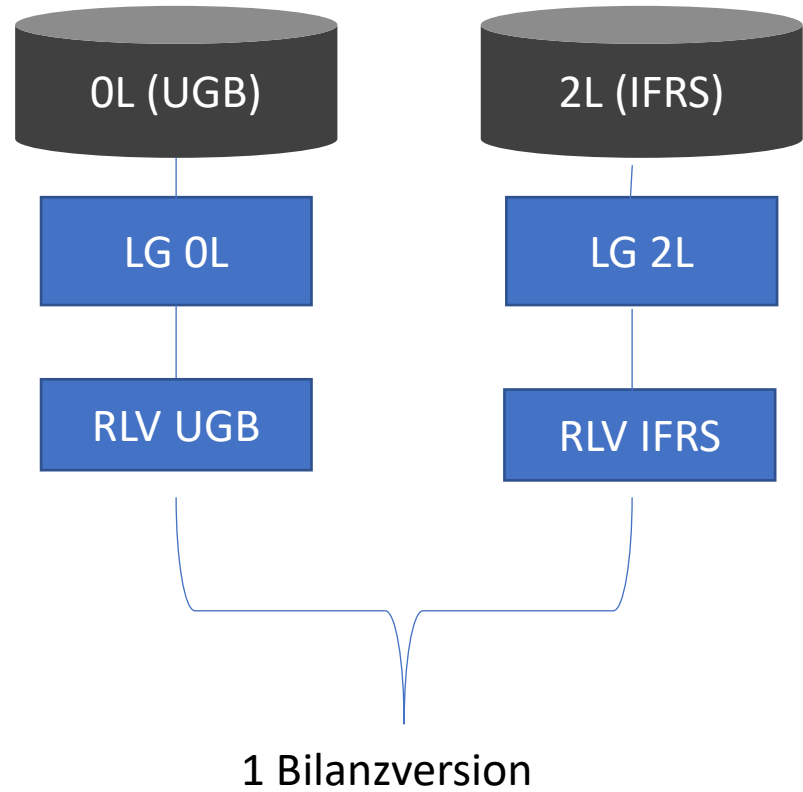 0L (UGB)
2L (IFRS)
LG 0L
LG 2L
RLV UGB
RLV IFRS
1 Bilanzversion